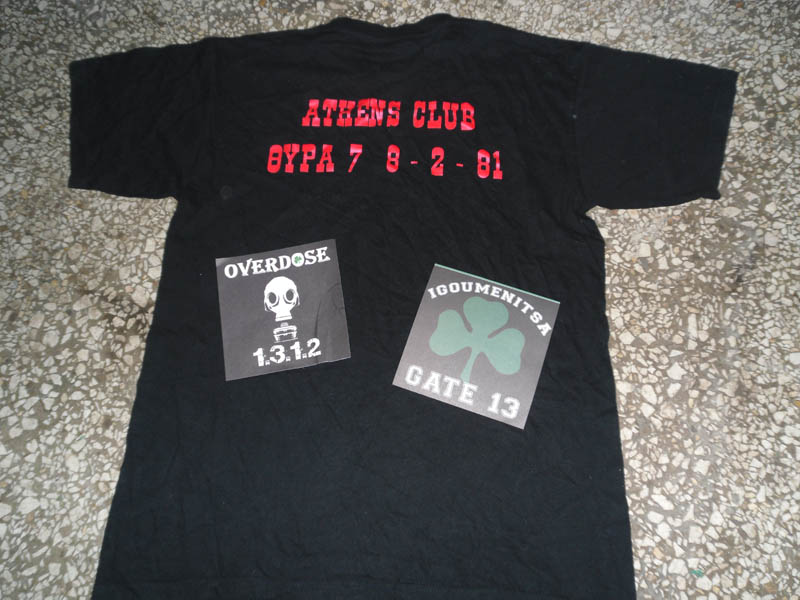 ATHENS CLUB
ΘΥΡΑ 7 8 - 2 - 81
OVERDOSE
1.3.1.2
IGOUMENITSA
GATE 13